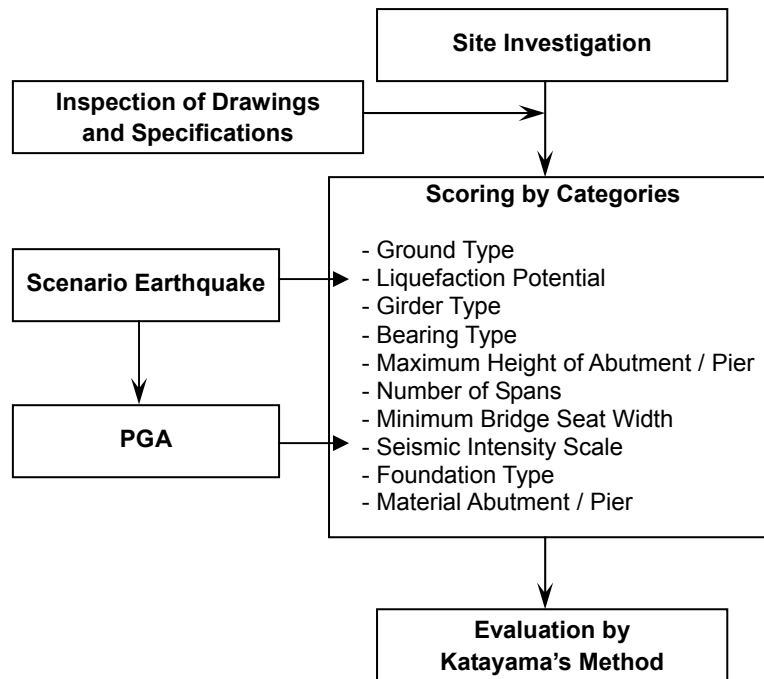 Site Investigation
Inspection of Drawings
and Specifications
Scoring by Categories
- Ground Type
- Liquefaction Potential
- Girder Type
- Bearing Type
- Maximum Height of Abutment / Pier
- Number of Spans
- Minimum Bridge Seat Width
- Seismic Intensity Scale
- Foundation Type
- Material Abutment / Pier
Scenario Earthquake
PGA
Evaluation by
Katayama’s Method